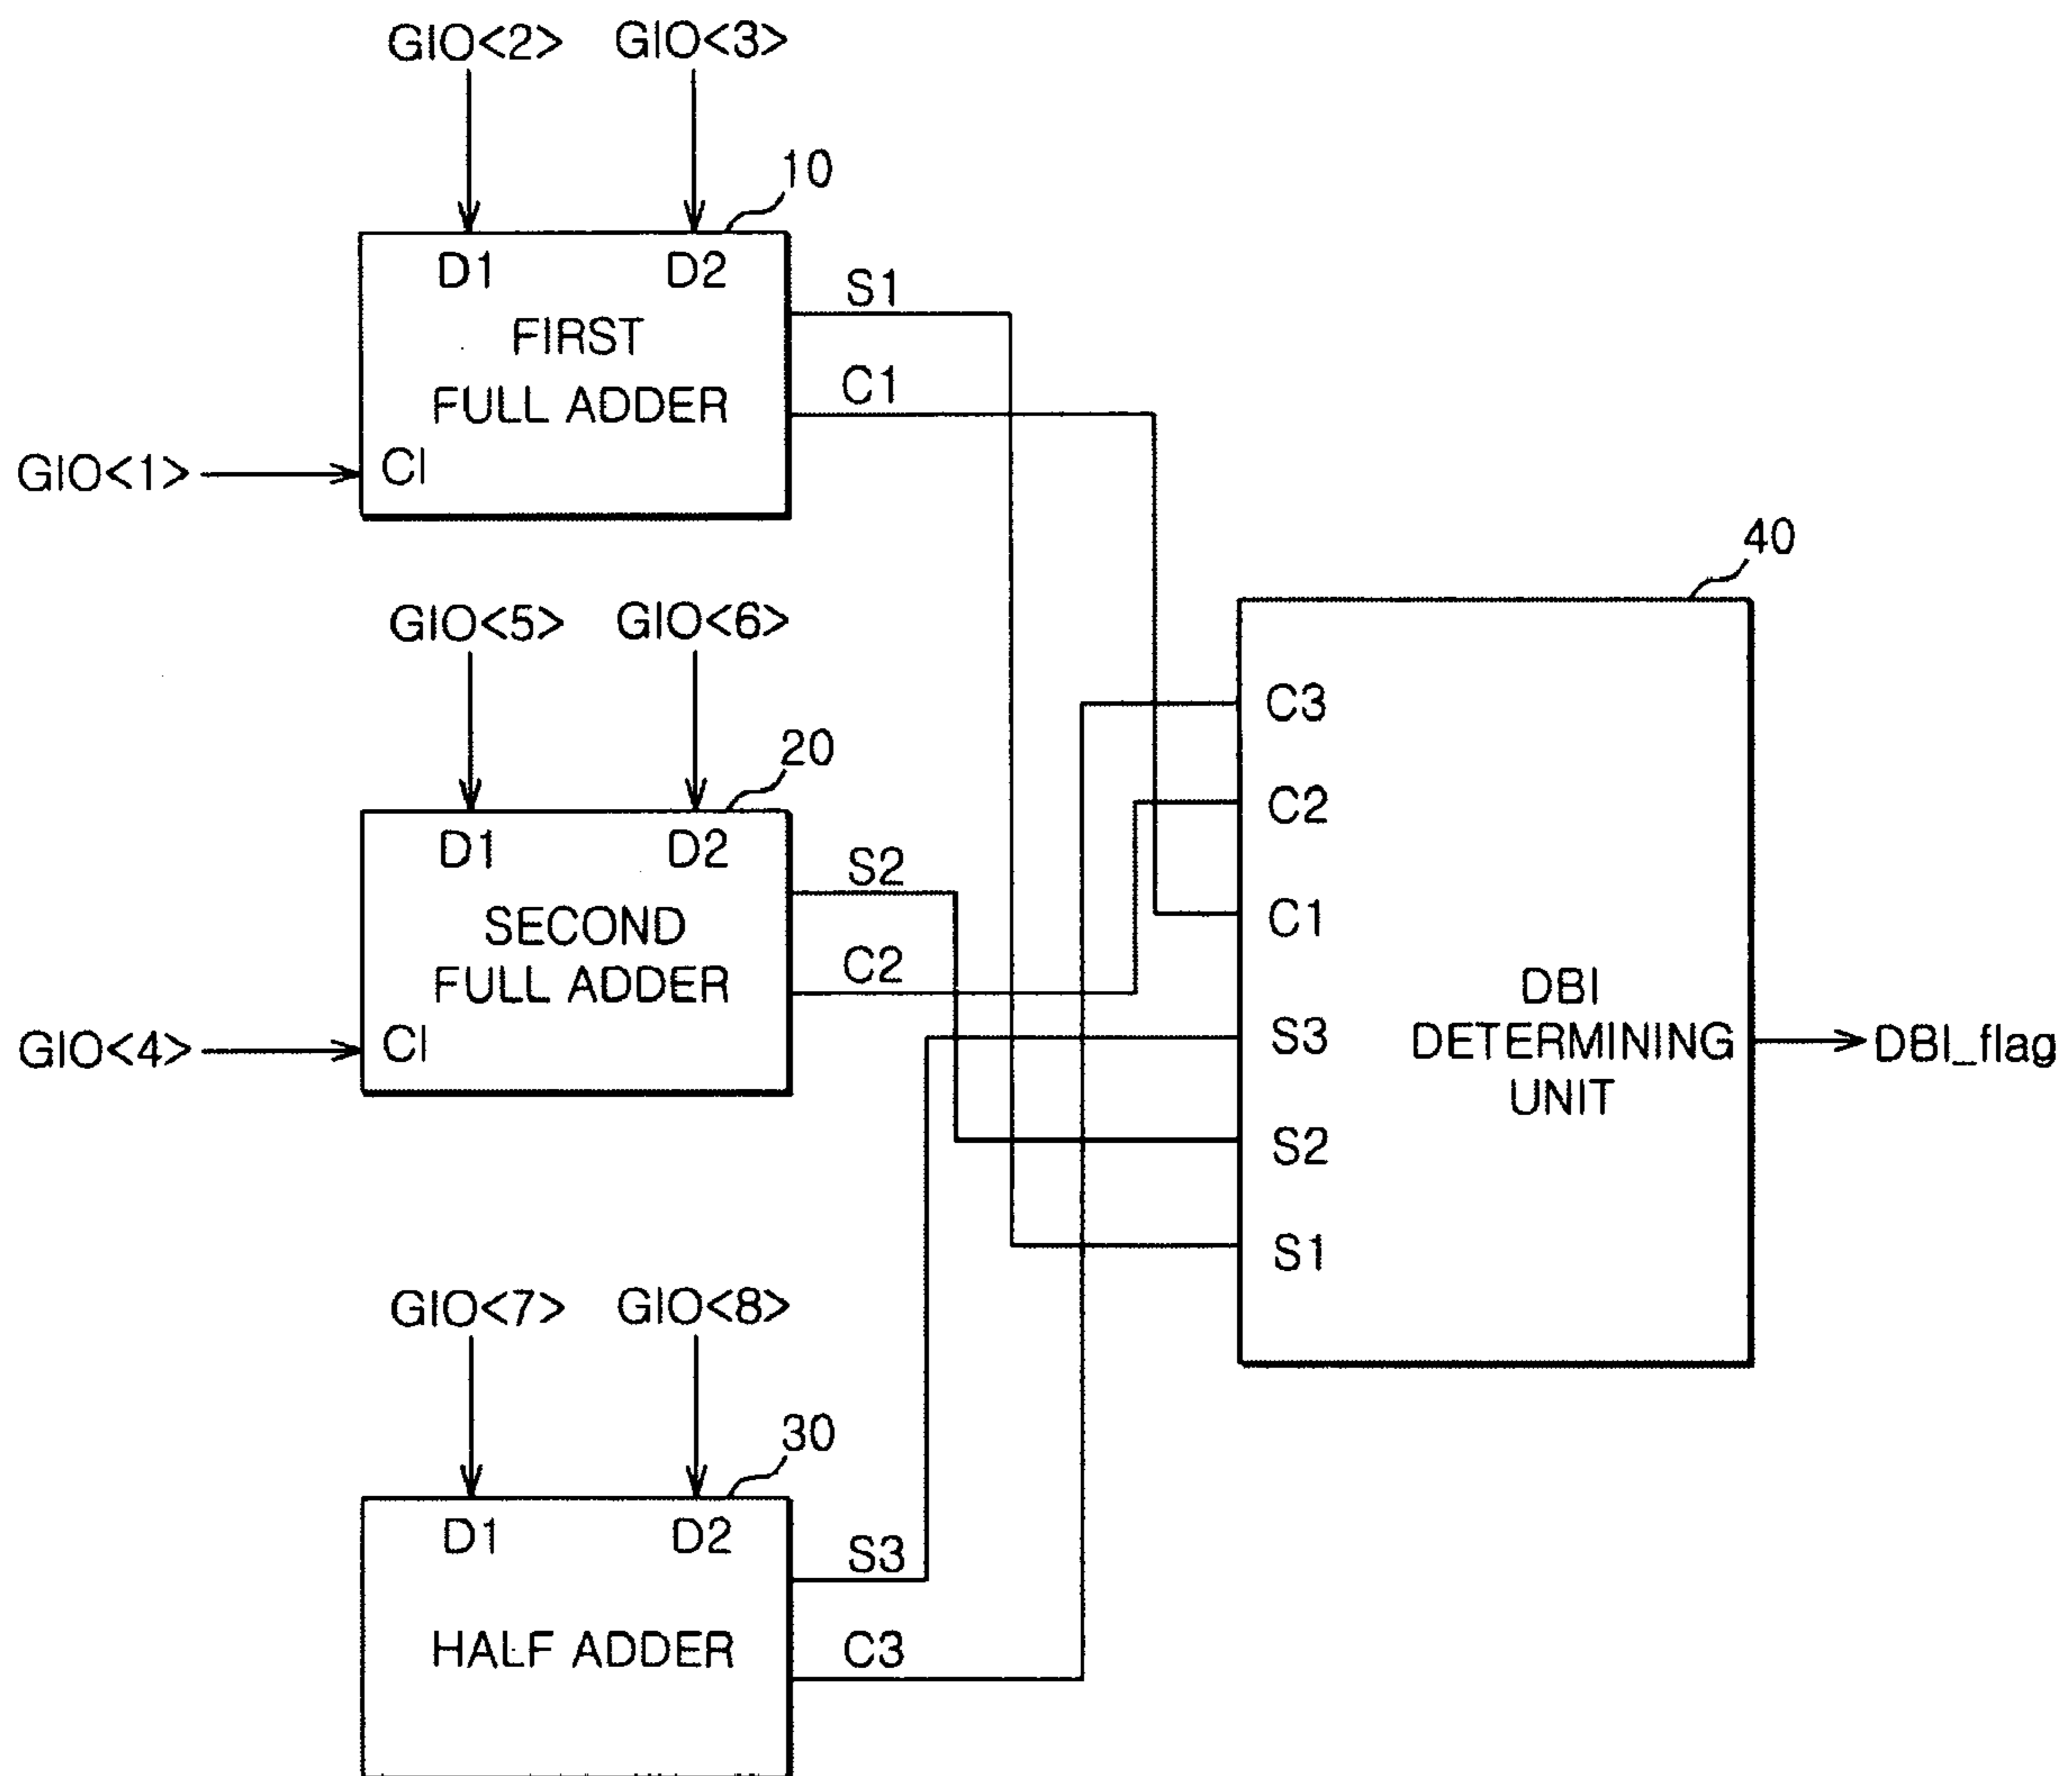 GIO<2> GIO<3>
10
D1 D2
FIRST
FULL ADDER
CI
GIO<1>
S1
C1
GIO<5> GIO<6>
20
D1 D2
SECOND
FULL ADDER
CI
GIO<4>
S2
C2
GIO<7> GIO<8>
30
D1 D2
HALF ADDER
S3
C3
40
C3
C2
C1
S3
S2
S1
DBI
DETERMINING
UNIT
DBI_flag